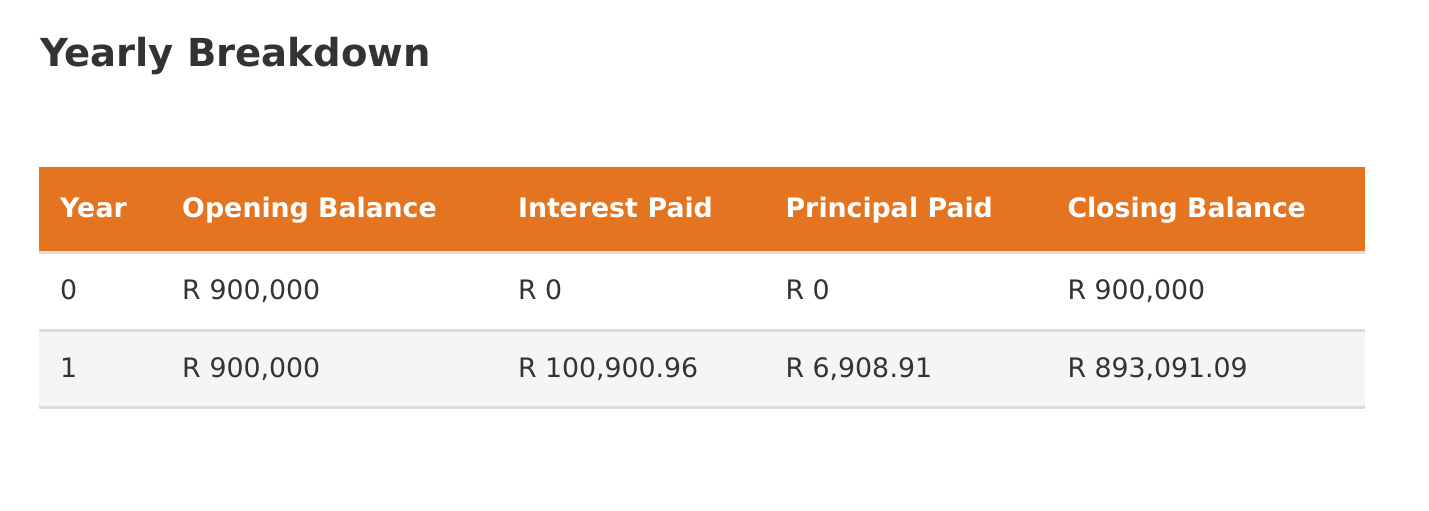 Yearly Breakdown
Year Opening Balance Interest Paid Principal Paid Closing Balance
0 R 900,000 R 0 R 0 R 900,000
1 R 900,000 R 100,900.96 R 6,908.91 R 893,091.09